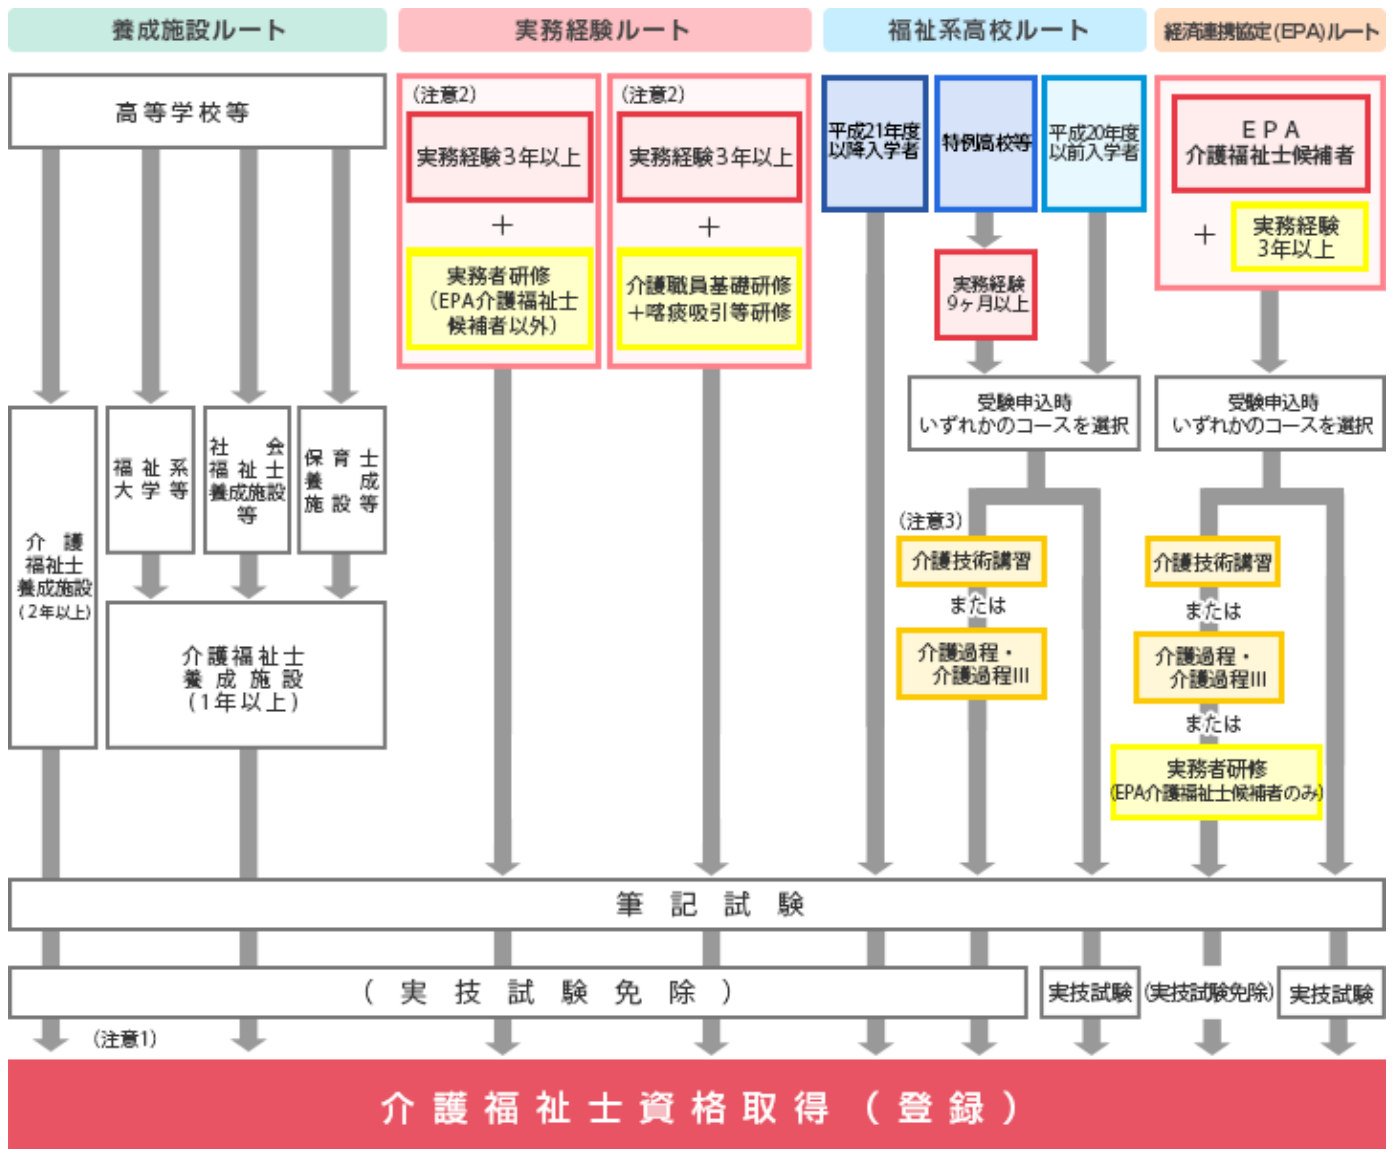 養成施設ルート
実務経験ルート
福祉系高校ルート
経済連携協定(EPA)ルート
高等学校等
介護
福祉士
養成施設
(2年以上)
福祉系
大学等
社会
福祉士
養成施設
等
保育士
養成
施設等
介護福祉士
養成施設
(1年以上)
(注意2)
実務経験3年以上
＋
実務者研修
(EPA介護福祉士
候補者以外)
(注意2)
実務経験3年以上
＋
介護職員基礎研修
＋喀痰吸引等研修
平成21年度
以降入学者
特例高校等
平成20年度
以前入学者
実務経験
9ヶ月以上
受験申込時
いずれかのコースを選択
(注意3)
介護技術講習
または
介護過程・
介護過程III
EPA
介護福祉士候補者
＋
実務経験
3年以上
受験申込時
いずれかのコースを選択
介護技術講習
または
介護過程・
介護過程III
または
実務者研修
(EPA介護福祉士候補者のみ)
筆記試験
(実技試験免除)
実技試験
(実技試験免除)
実技試験
(注意1)
介護福祉士資格取得(登録)